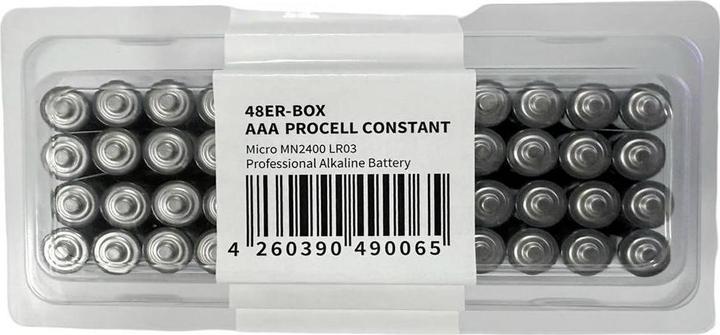 48ER-BOX
AAA PROCELL CONSTANT
Micro MN2400 LR03
Professional Alkaline Battery
4 260390 490065